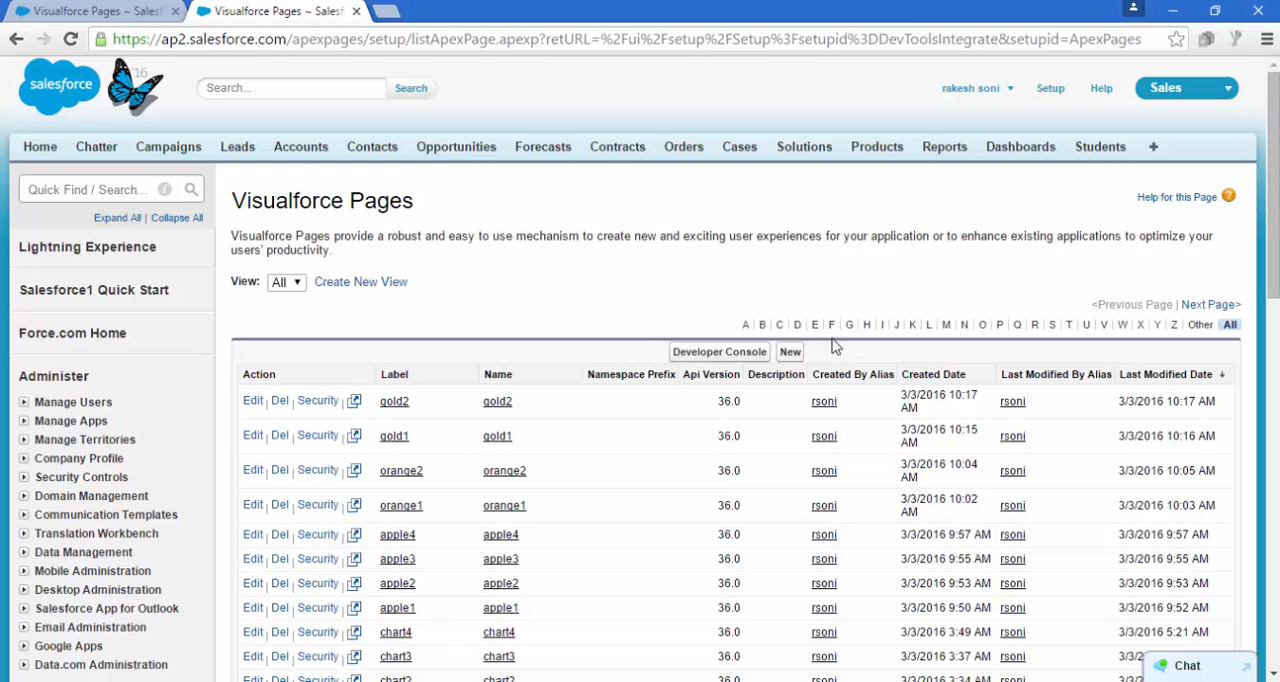 Visualforce Pages ~ Salesf
Visualforce Pages ~ Salesf
https://ap2.salesforce.com/apexpages/setup/listApexPage.apexp?retURL=%2Fui%2Fsetup%2FSetup%3Fsetupid%3DDevToolsIntegrate&setupid=ApexPages
salesforce
'16
Search...
Search
rakesh soni
Setup
Help
Sales
Home Chatter Campaigns Leads Accounts Contacts Opportunities Forecasts Contracts Orders Cases Solutions Products Reports Dashboards Students +
Quick Find / Search...
Expand All | Collapse All
Lightning Experience
Salesforce1 Quick Start
Force.com Home
Administer
Manage Users
Manage Apps
Manage Territories
Company Profile
Security Controls
Domain Management
Communication Templates
Translation Workbench
Data Management
Mobile Administration
Desktop Administration
Salesforce App for Outlook
Email Administration
Google Apps
Data.com Administration
Visualforce Pages
Help for this Page ?
Visualforce Pages provide a robust and easy to use mechanism to create new and exciting user experiences for your application or to enhance existing applications to optimize your
users' productivity.
View: All Create New View
<Previous Page | Next Page>
A | B | C | D | E | F | G | H | I | J | K | L | M | N | O | P | Q | R | S | T | U | V | W | X | Y | Z | Other | All
Developer Console New
Action Label Name Namespace Prefix Api Version Description Created By Alias Created Date Last Modified By Alias Last Modified Date
Edit | Del | Security | gold2 gold2 36.0 rsoni 3/3/2016 10:17 AM rsoni 3/3/2016 10:17 AM
Edit | Del | Security | gold1 gold1 36.0 rsoni 3/3/2016 10:15 AM rsoni 3/3/2016 10:16 AM
Edit | Del | Security | orange2 orange2 36.0 rsoni 3/3/2016 10:04 AM rsoni 3/3/2016 10:05 AM
Edit | Del | Security | orange1 orange1 36.0 rsoni 3/3/2016 10:02 AM rsoni 3/3/2016 10:03 AM
Edit | Del | Security | apple4 apple4 36.0 rsoni 3/3/2016 9:57 AM rsoni 3/3/2016 9:57 AM
Edit | Del | Security | apple3 apple3 36.0 rsoni 3/3/2016 9:55 AM rsoni 3/3/2016 9:55 AM
Edit | Del | Security | apple2 apple2 36.0 rsoni 3/3/2016 9:53 AM rsoni 3/3/2016 9:53 AM
Edit | Del | Security | apple1 apple1 36.0 rsoni 3/3/2016 9:50 AM rsoni 3/3/2016 9:52 AM
Edit | Del | Security | chart4 chart4 36.0 rsoni 3/3/2016 3:49 AM rsoni 3/3/2016 5:21 AM
Edit | Del | Security | chart3 chart3 36.0 rsoni 3/3/2016 3:37 AM rsoni
Chat